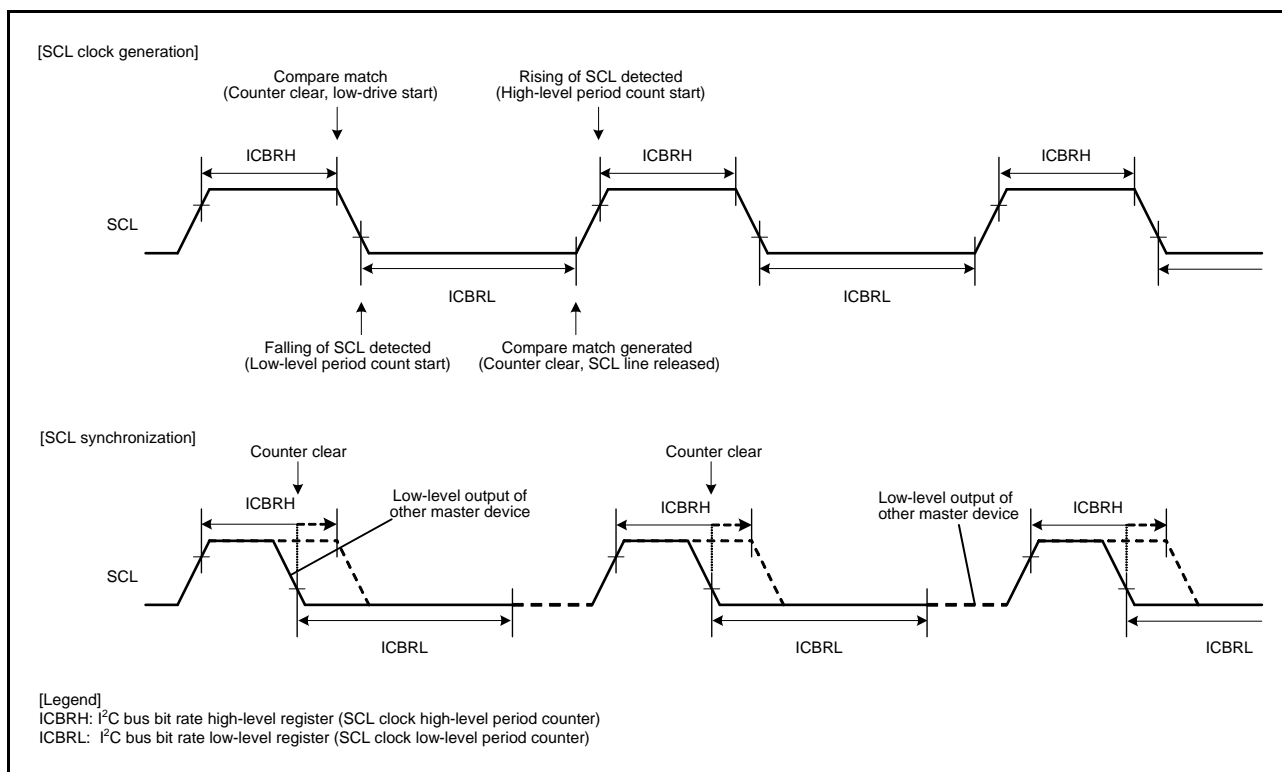 [SCL clock generation]
Compare match
(Counter clear, low-drive start)
Rising of SCL detected
(High-level period count start)
ICBRH
ICBRH
ICBRH
SCL
ICBRL
ICBRL
Falling of SCL detected
(Low-level period count start)
Compare match generated
(Counter clear, SCL line released)
[SCL synchronization]
Counter clear
Counter clear
ICBRH
Low-level output of
other master device
ICBRH
Low-level output of
other master device
ICBRH
SCL
ICBRL
ICBRL
ICBRL
[Legend]
ICBRH: I²C bus bit rate high-level register (SCL clock high-level period counter)
ICBRL: I²C bus bit rate low-level register (SCL clock low-level period counter)